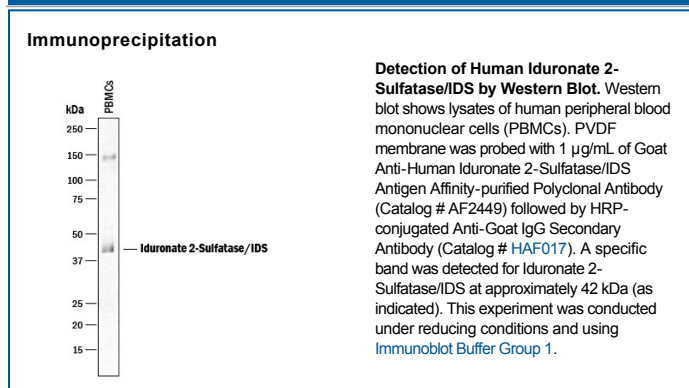 Immunoprecipitation
kDa
PBMCs
250
150
100
75
50
Iduronate 2-Sulfatase/IDS
37
25
20
15
Detection of Human Iduronate 2-
Sulfatase/IDS by Western Blot. Western
blot shows lysates of human peripheral blood
mononuclear cells (PBMCs). PVDF
membrane was probed with 1 µg/mL of Goat
Anti-Human Iduronate 2-Sulfatase/IDS
Antigen Affinity-purified Polyclonal Antibody
(Catalog # AF2449) followed by HRP-
conjugated Anti-Goat IgG Secondary
Antibody (Catalog # HAF017). A specific
band was detected for Iduronate 2-
Sulfatase/IDS at approximately 42 kDa (as
indicated). This experiment was conducted
under reducing conditions and using
Immunoblot Buffer Group 1.